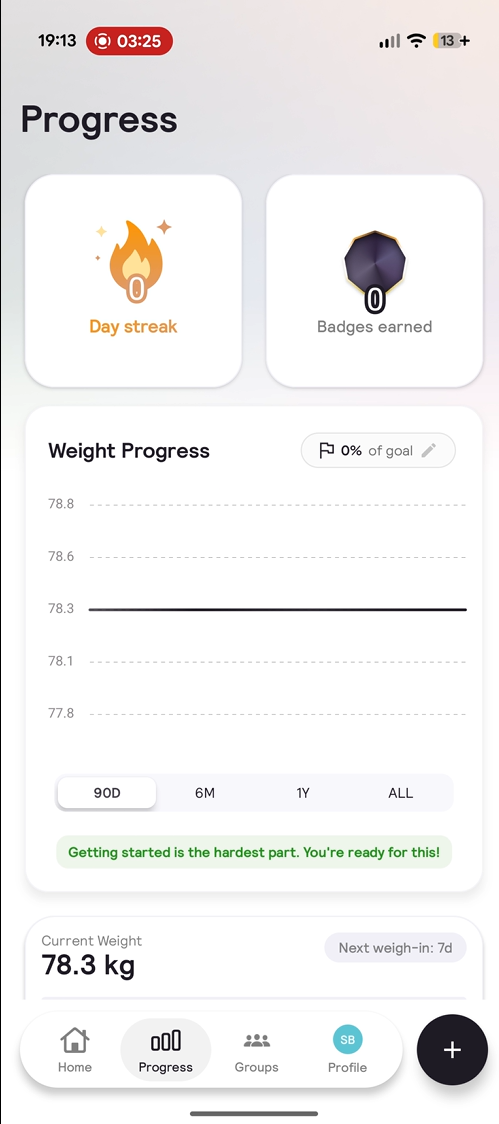 19:13 03:25 13
Progress
0
Day streak
0
Badges earned
Weight Progress
0% of goal
78.8
78.6
78.3
78.1
77.8
90D 6M 1Y ALL
Getting started is the hardest part. You're ready for this!
Current Weight
78.3 kg
Next weigh-in: 7d
Home
Progress
Groups
SB
Profile